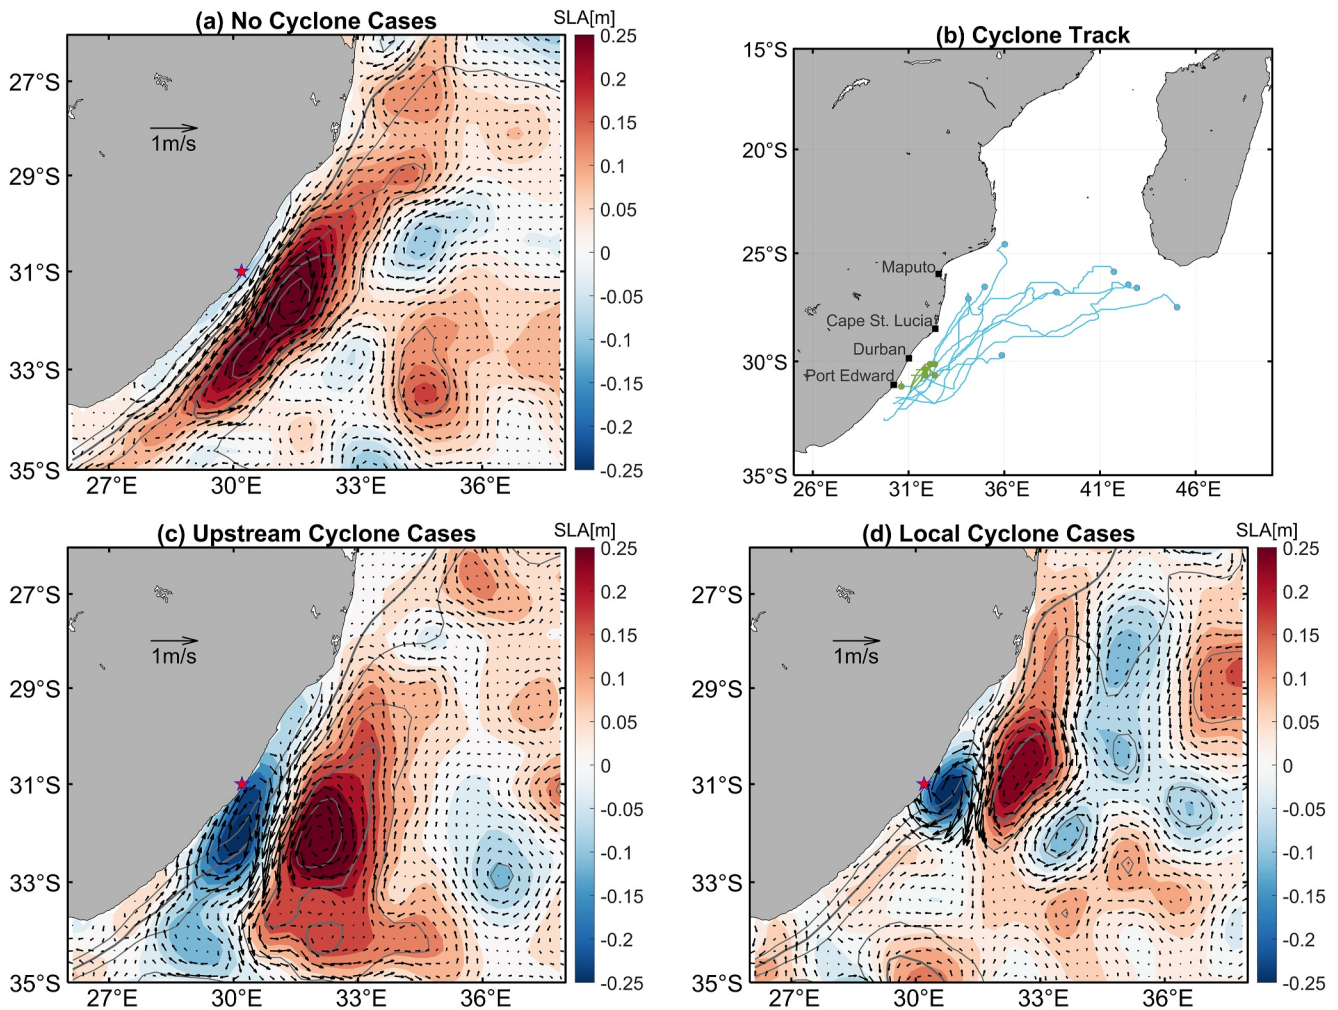 (a) No Cyclone Cases
SLA[m]
27°S
29°S
31°S
33°S
35°S
27°E
30°E
33°E
36°E
1m/s
0.25
0.2
0.15
0.1
0.05
0
-0.05
-0.1
-0.15
-0.2
-0.25
(b) Cyclone Track
15°S
20°S
25°S
30°S
35°S
26°E
31°E
36°E
41°E
46°E
Maputo
Cape St. Lucia
Durban
Port Edward
(c) Upstream Cyclone Cases
SLA[m]
27°S
29°S
31°S
33°S
35°S
27°E
30°E
33°E
36°E
1m/s
0.25
0.2
0.15
0.1
0.05
0
-0.05
-0.1
-0.15
-0.2
-0.25
(d) Local Cyclone Cases
SLA[m]
27°S
29°S
31°S
33°S
35°S
27°E
30°E
33°E
36°E
1m/s
0.25
0.2
0.15
0.1
0.05
0
-0.05
-0.1
-0.15
-0.2
-0.25